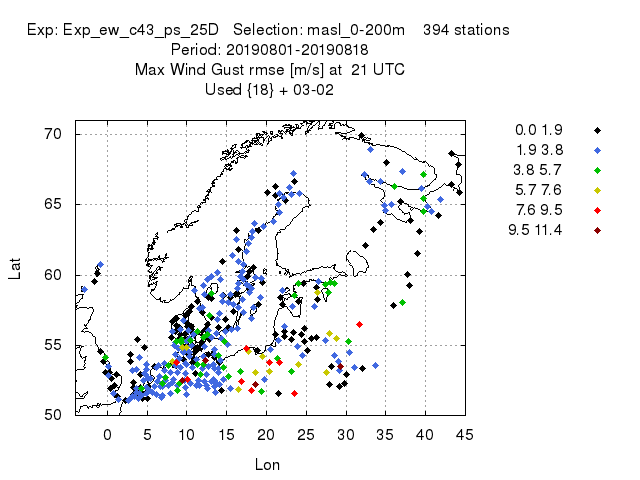 Exp: Exp_ew_c43_ps_25D   Selection: masl_0-200m    394 stations
Period: 20190801-20190818
Max Wind Gust rmse [m/s] at  21 UTC
Used {18} + 03-02
0.0 1.9
1.9 3.8
3.8 5.7
5.7 7.6
7.6 9.5
9.5 11.4
70
65
60
55
50
Lat
0 5 10 15 20 25 30 35 40 45
Lon